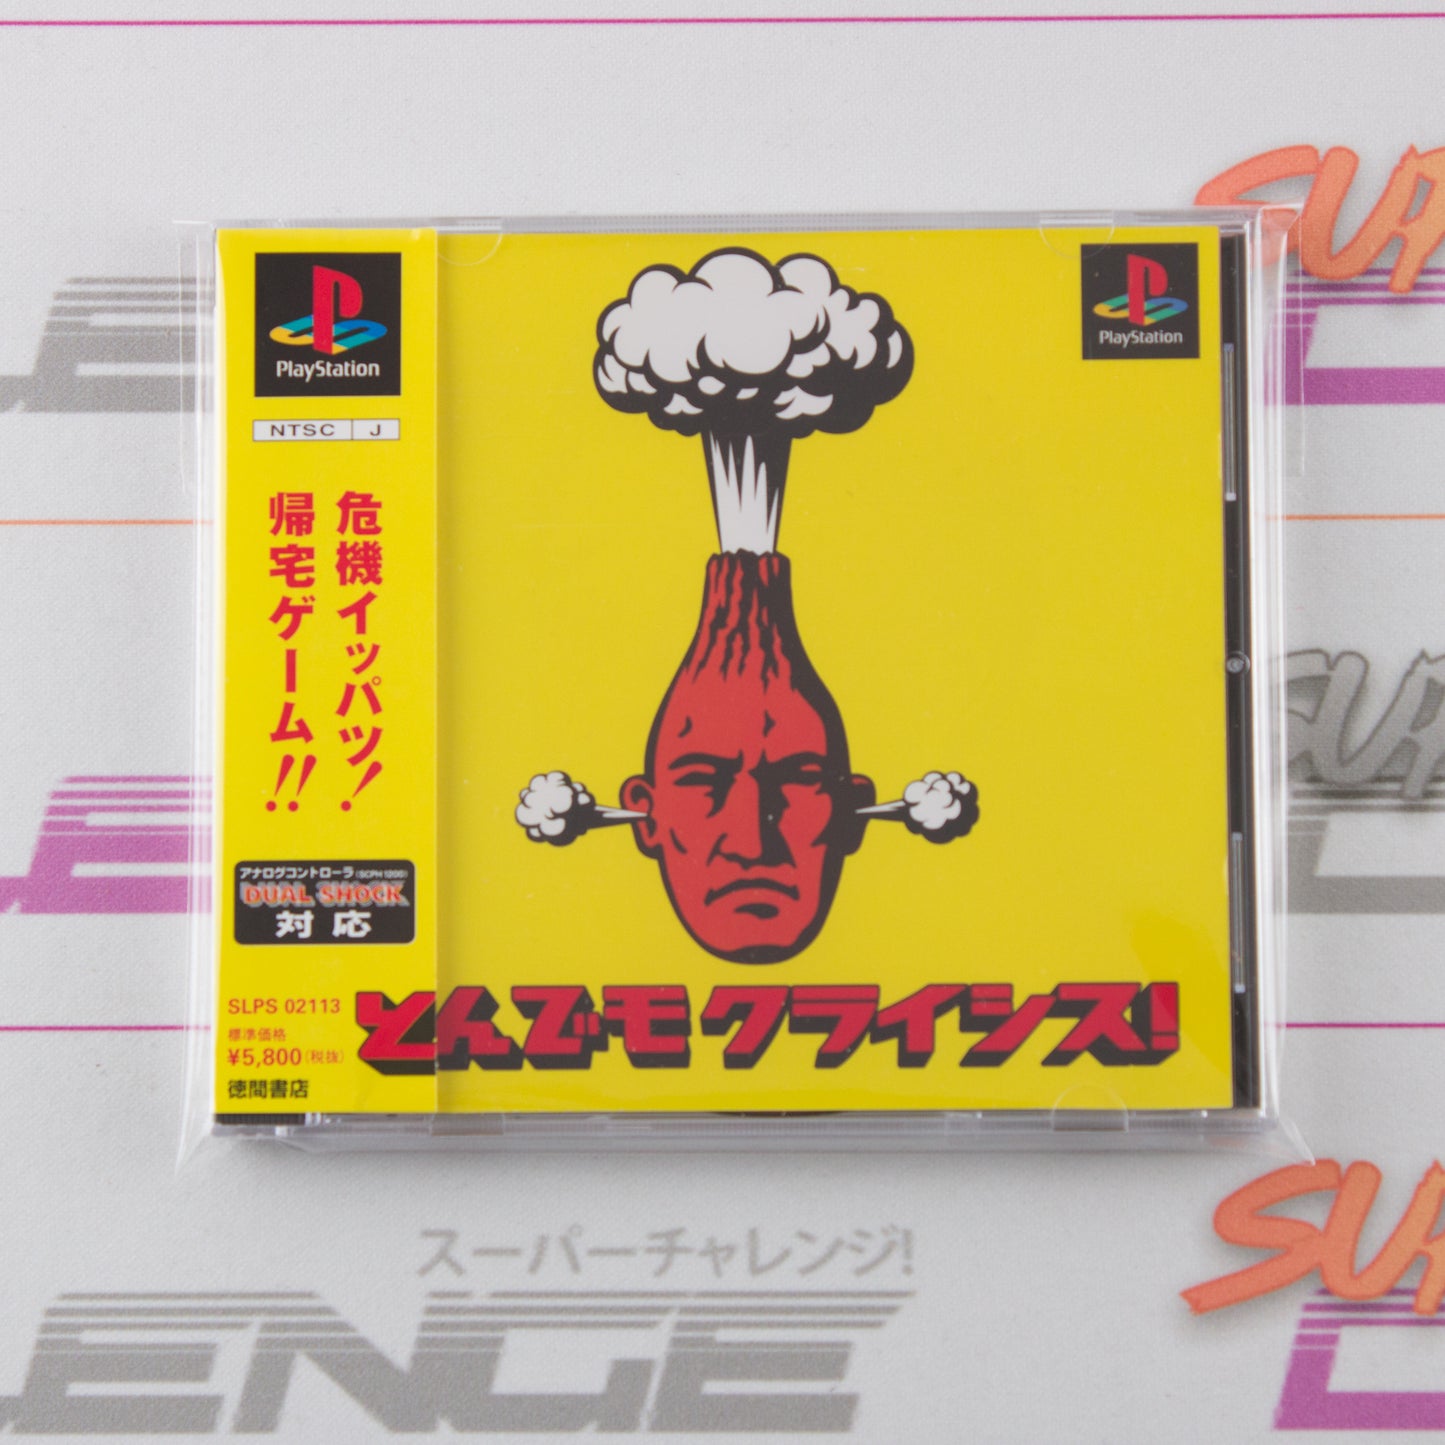 PlayStation
NTSC J
危機イッパツ!
帰宅ゲーム!!
アナログコントローラ(SCPH 1200)
DUAL SHOCK
対応
SLPS 02113
標準価格
¥5,800(税抜)
徳間書店
PlayStation
とんでモクライシス!
スーパーチャレンジ!